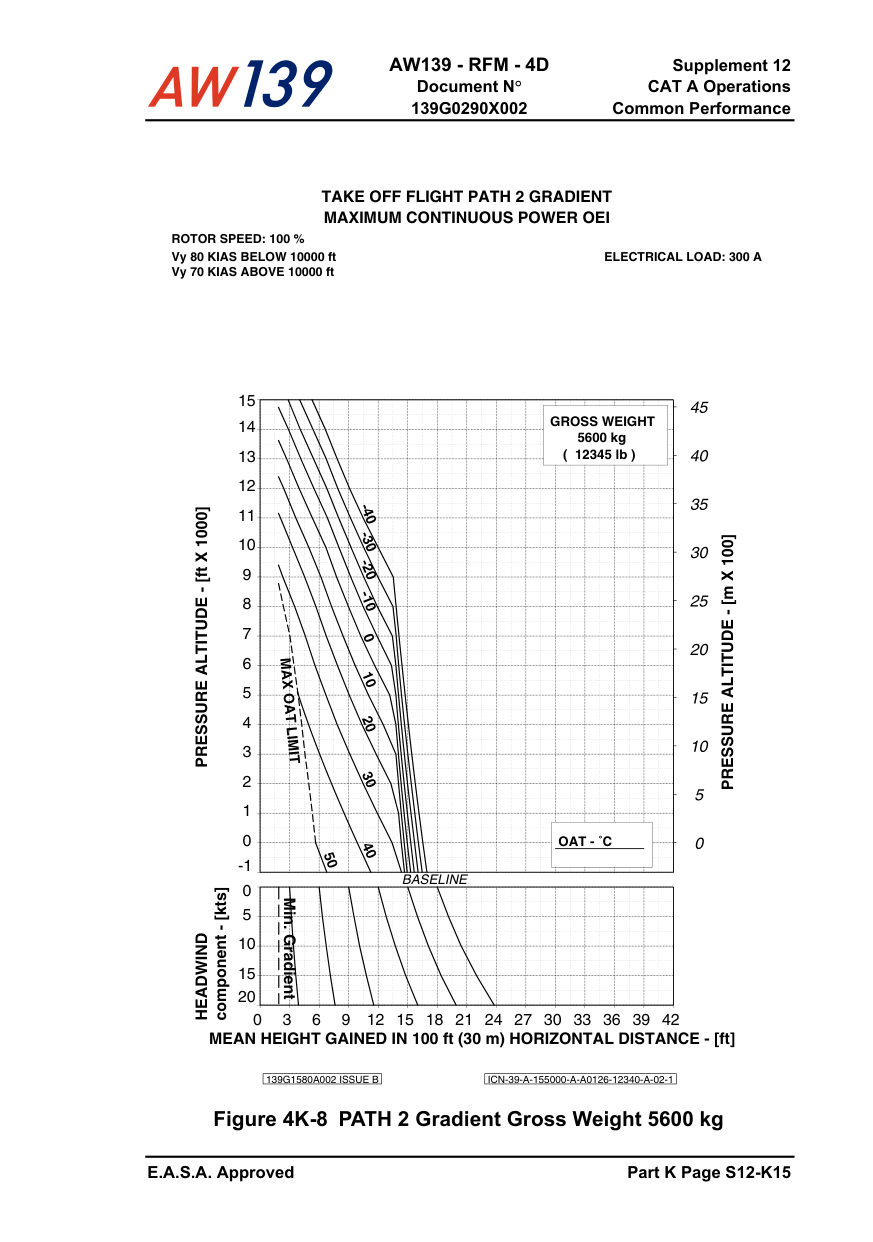 AW139
AW139 - RFM - 4D
Document N°
139G0290X002
Supplement 12
CAT A Operations
Common Performance
TAKE OFF FLIGHT PATH 2 GRADIENT
MAXIMUM CONTINUOUS POWER OEI
ROTOR SPEED: 100 %
Vy 80 KIAS BELOW 10000 ft
Vy 70 KIAS ABOVE 10000 ft
ELECTRICAL LOAD: 300 A
GROSS WEIGHT
5600 kg
( 12345 lb )
PRESSURE ALTITUDE - [ft X 1000]
15
14
13
12
11
10
9
8
7
6
5
4
3
2
1
0
-1
-40
-30
-20
-10
0
10
20
30
40
50
MAX OAT LIMIT
OAT - °C
45
40
35
30
25
20
15
10
5
0
PRESSURE ALTITUDE - [m X 100]
BASELINE
HEADWIND
component - [kts]
0
5
10
15
20
Min. Gradient
0 3 6 9 12 15 18 21 24 27 30 33 36 39 42
MEAN HEIGHT GAINED IN 100 ft (30 m) HORIZONTAL DISTANCE - [ft]
139G1580A002 ISSUE B
ICN-39-A-155000-A-A0126-12340-A-02-1
Figure 4K-8 PATH 2 Gradient Gross Weight 5600 kg
E.A.S.A. Approved
Part K Page S12-K15